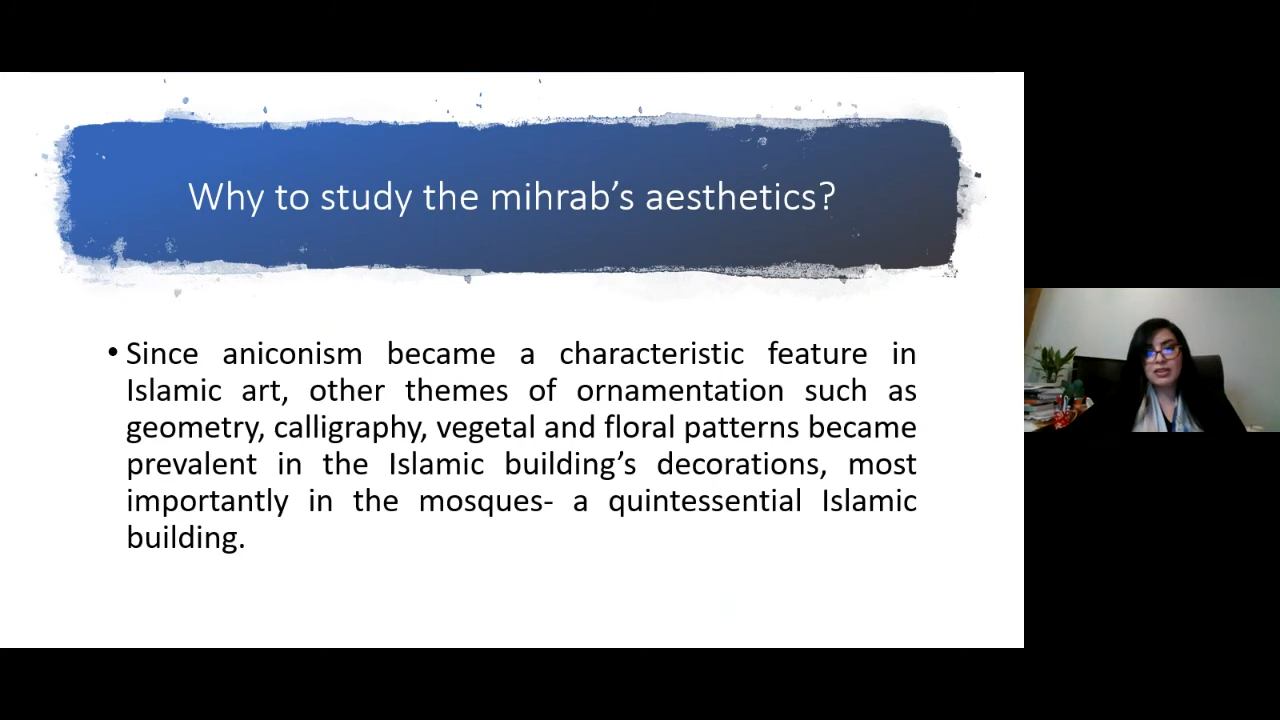 Why to study the mihrab’s aesthetics?
• Since aniconism became a characteristic feature in
Islamic art, other themes of ornamentation such as
geometry, calligraphy, vegetal and floral patterns became
prevalent in the Islamic building’s decorations, most
importantly in the mosques- a quintessential Islamic
building.